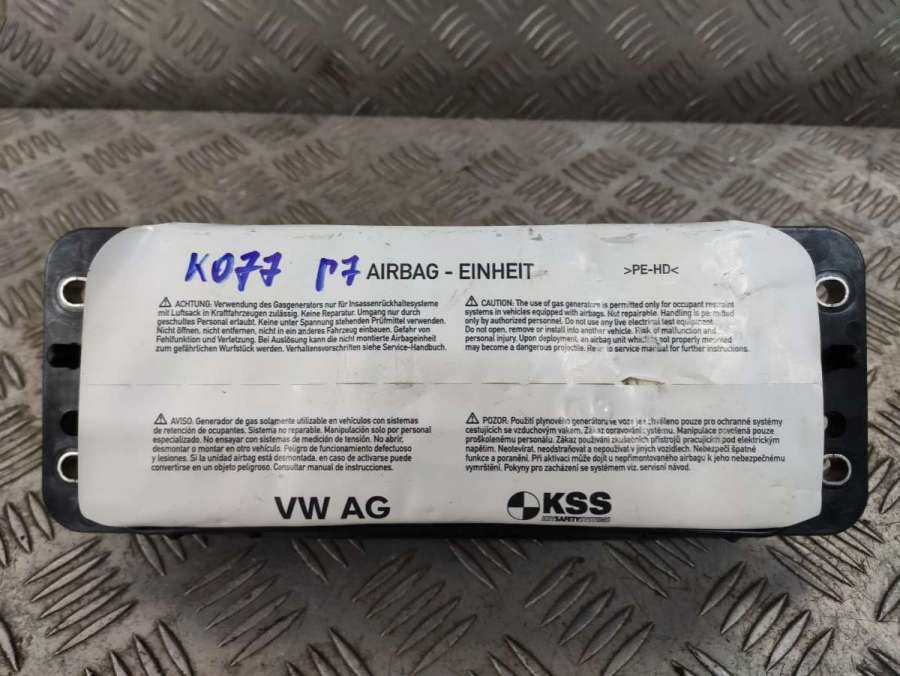 K077 p7 AIRBAG - EINHEIT >PE-HD<
⚠ ACHTUNG: Verwendung des Gasgenerators nur für Insassenrückhaltesysteme
mit Luftsack in Kraftfahrzeugen zulässig. Keine Reparatur. Umgang nur durch
geschultes Personal erlaubt. Keine unter Spannung stehenden Prüfmittel verwenden.
Nicht öffnen, nicht entfernen, nicht in ein anderes Fahrzeug einbauen. Gefahr von
Fehlfunktion und Verletzung. Bei Auslösung kann die nicht montierte Airbageinheit
zum gefährlichen Wurfstück werden. Verhaltensvorschriften siehe Service-Handbuch.
⚠ CAUTION: The use of gas generators is permitted only for occupant restraint
systems in vehicles equipped with airbags. Not repairable. Handling is permitted
only by authorized personnel. Do not use any live electrical test equipment.
Do not open, remove or install into another vehicle. Risk of malfunction and
personal injury. Upon deployment, an airbag unit which is not properly mounted
may become a dangerous projectile. Refer to service manual for further instructions.
⚠ AVISO: Generador de gas solamente utilizable en vehículos con sistemas
de retención de ocupantes. Sistema no reparable. Manipulación solo por personal
especializado. No ensayar con sistemas de medición de tensión. No abrir,
desmontar o montar en otro vehículo. Peligro de funcionamiento defectuoso
y lesiones. Si la unidad airbag está desmontada, en caso de activarse puede
convertirse en un objeto peligroso. Consultar manual de instrucciones.
⚠ POZOR: Použití plynového generátoru ve voze je schváleno pouze pro ochranné systémy
cestujících se vzduchovým vakem. Zákaz opravování systému. Manipulace povolená pouze
proškolenému personálu. Zákaz používání zkušebních přístrojů pracujících pod elektrickým
napětím. Neotevírat, neodstraňovat a nepoužívat v jiných vozidlech. Nebezpečí špatné
funkce a poranění. Při aktivaci může dojít u nepřimontovaného airbagu k jeho nebezpečnému
vymrštění. Pokyny pro zacházení se systémem viz. servisní návod.
VW AG
KSS
KEY SAFETY SYSTEMS